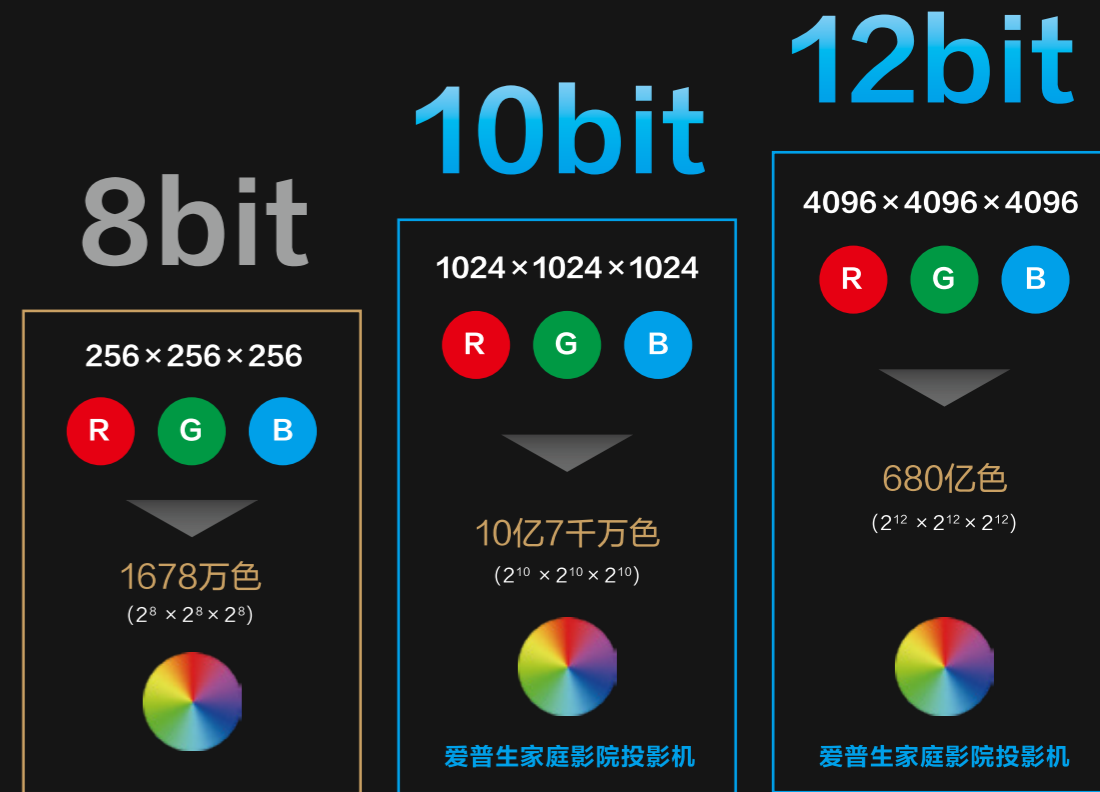 8bit
256×256×256
R G B
1678万色
(2⁸ ×2⁸×2⁸)
10bit
1024×1024×1024
R G B
10亿7千万色
(2¹⁰ ×2¹⁰×2¹⁰)
爱普生家庭影院投影机
12bit
4096×4096×4096
R G B
680亿色
(2¹² ×2¹²×2¹²)
爱普生家庭影院投影机